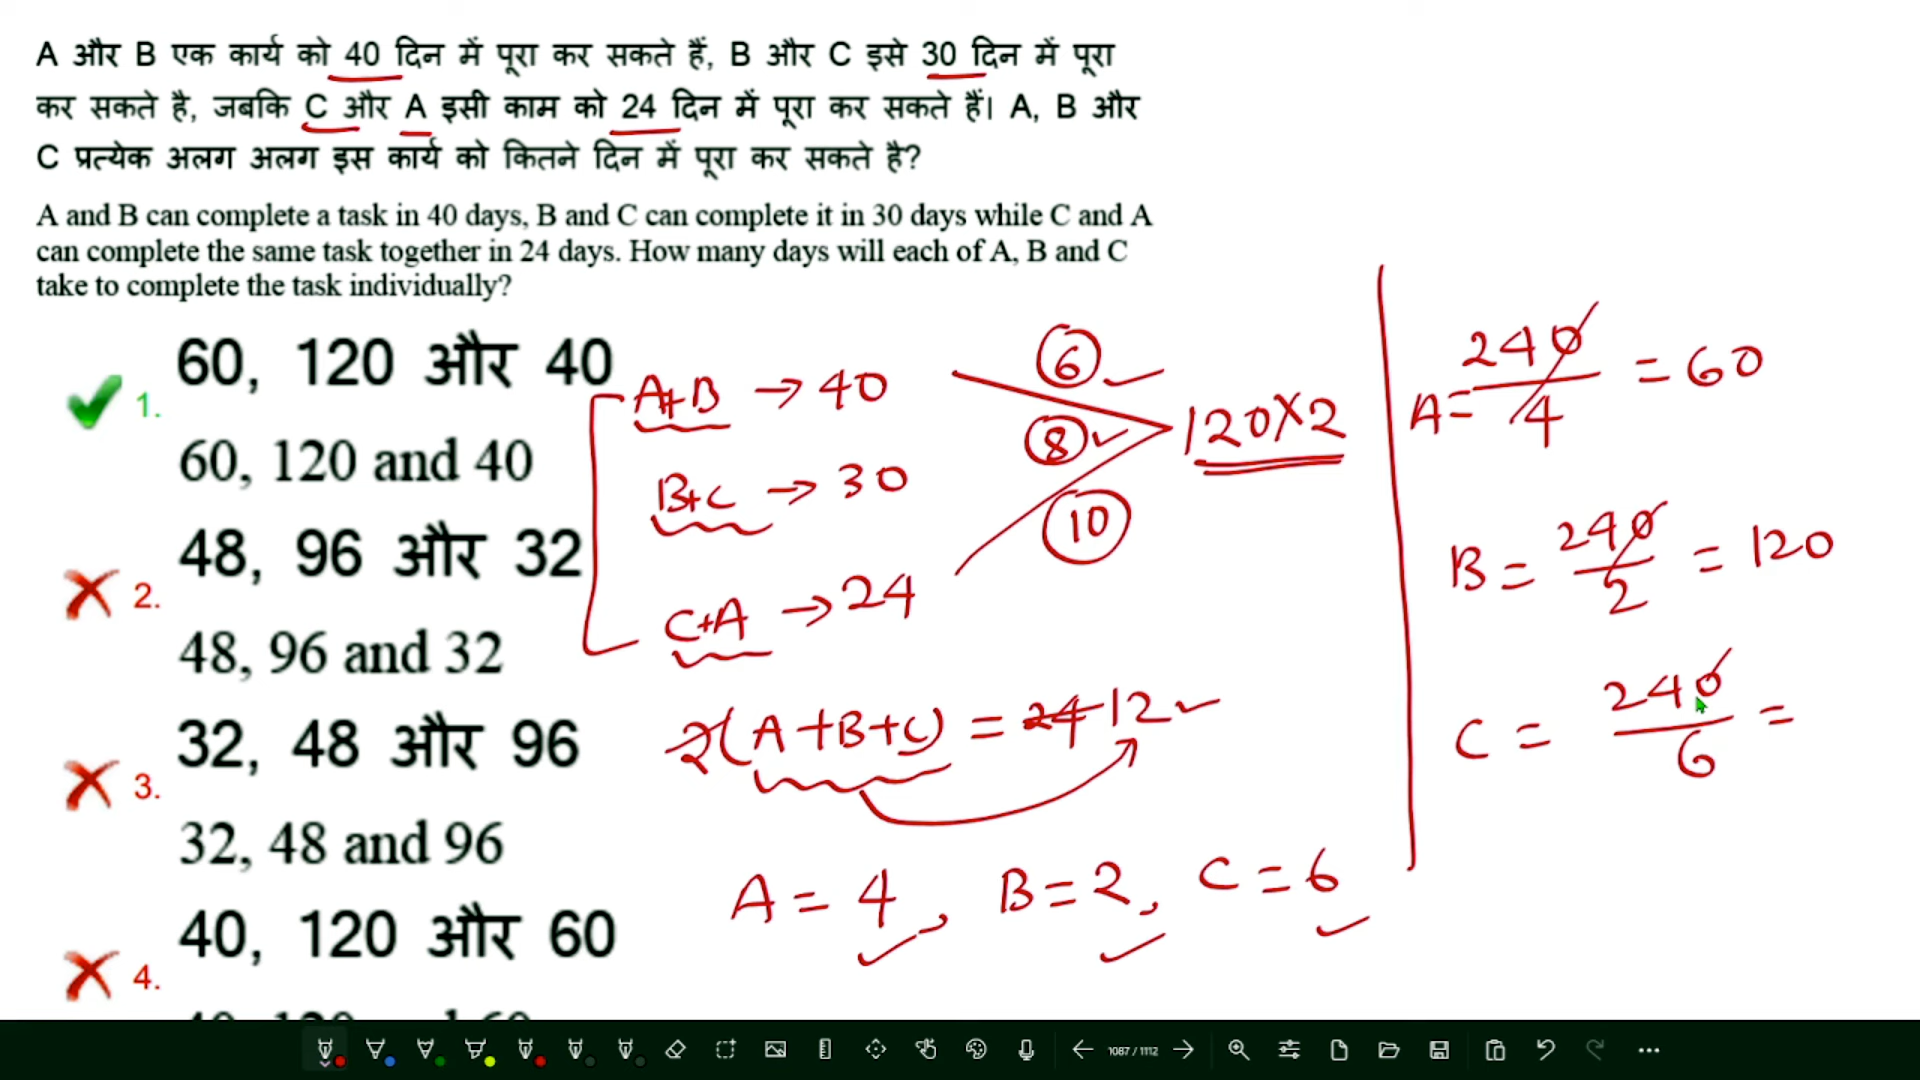 A और B एक कार्य को 40 दिन में पूरा कर सकते हैं, B और C इसे 30 दिन में पूरा
कर सकते है, जबकि C और A इसी काम को 24 दिन में पूरा कर सकते हैं। A, B और
C प्रत्येक अलग अलग इस कार्य को कितने दिन में पूरा कर सकते है?
A and B can complete a task in 40 days, B and C can complete it in 30 days while C and A
can complete the same task together in 24 days. How many days will each of A, B and C
take to complete the task individually?
1. 60, 120 और 40
60, 120 and 40
2. 48, 96 और 32
48, 96 and 32
3. 32, 48 और 96
32, 48 and 96
4. 40, 120 और 60
A+B → 40
B+C → 30
C+A → 24
6
8
10
120×2
2(A+B+C) = 24 12
A = 4, B = 2, C = 6
A = 240/4 = 60
B = 240/2 = 120
C = 240/6 =
1087 / 1112